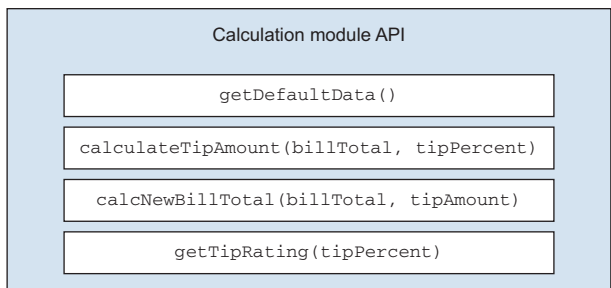 Calculation module API
getDefaultData()
calculateTipAmount(billTotal, tipPercent)
calcNewBillTotal(billTotal, tipAmount)
getTipRating(tipPercent)